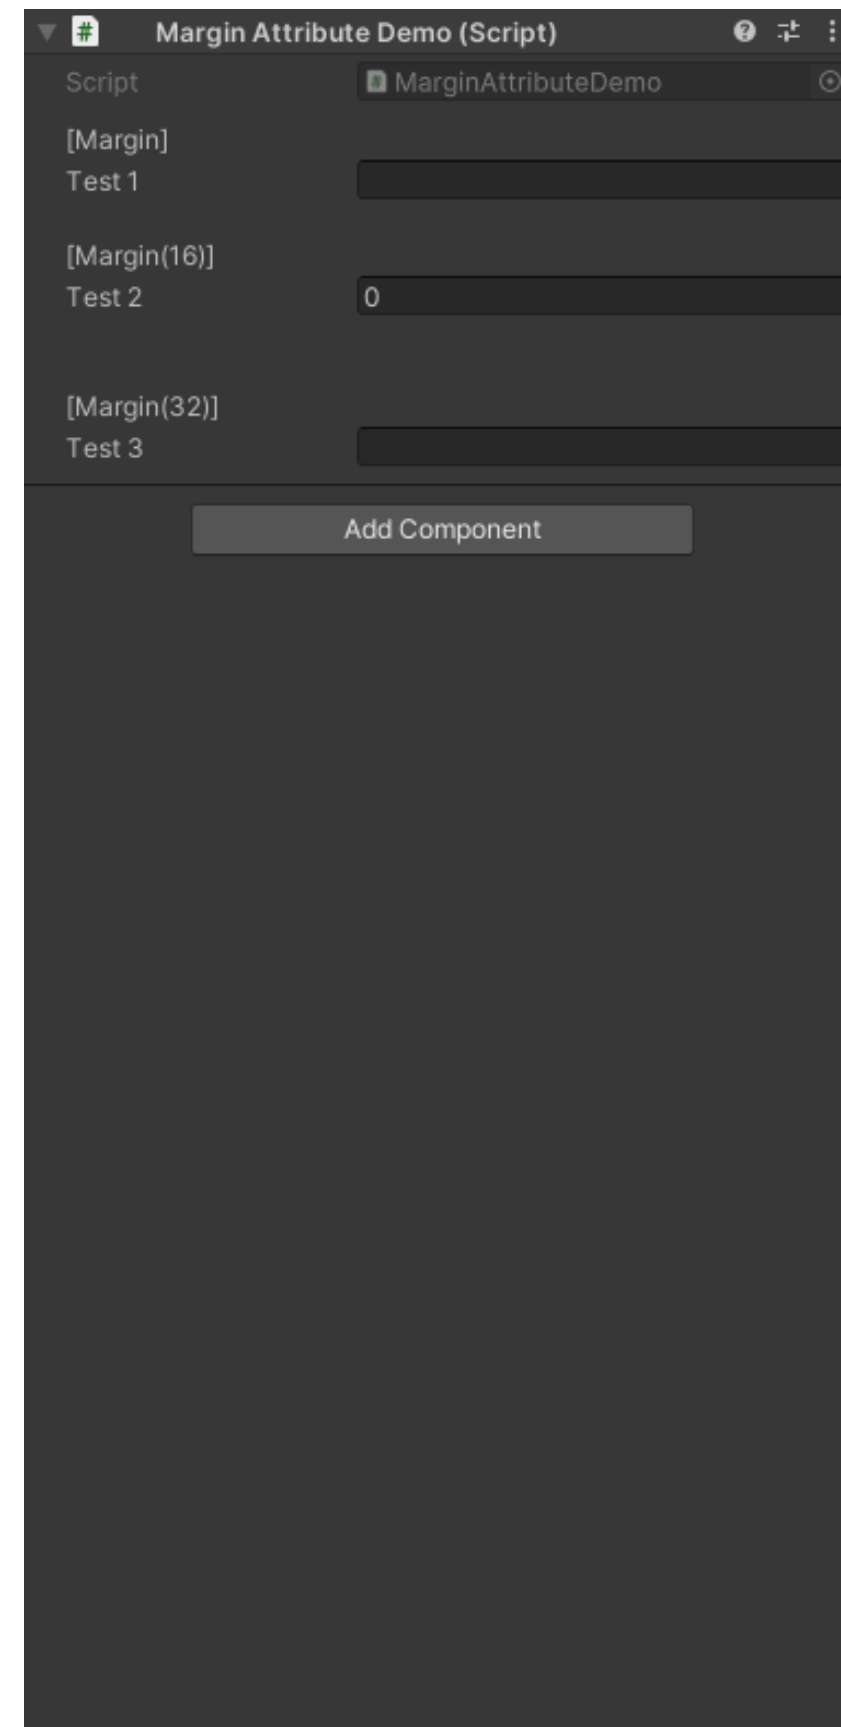 # Margin Attribute Demo (Script)
Script # MarginAttributeDemo
[Margin]
Test 1
[Margin(16)]
Test 2 0
[Margin(32)]
Test 3
Add Component